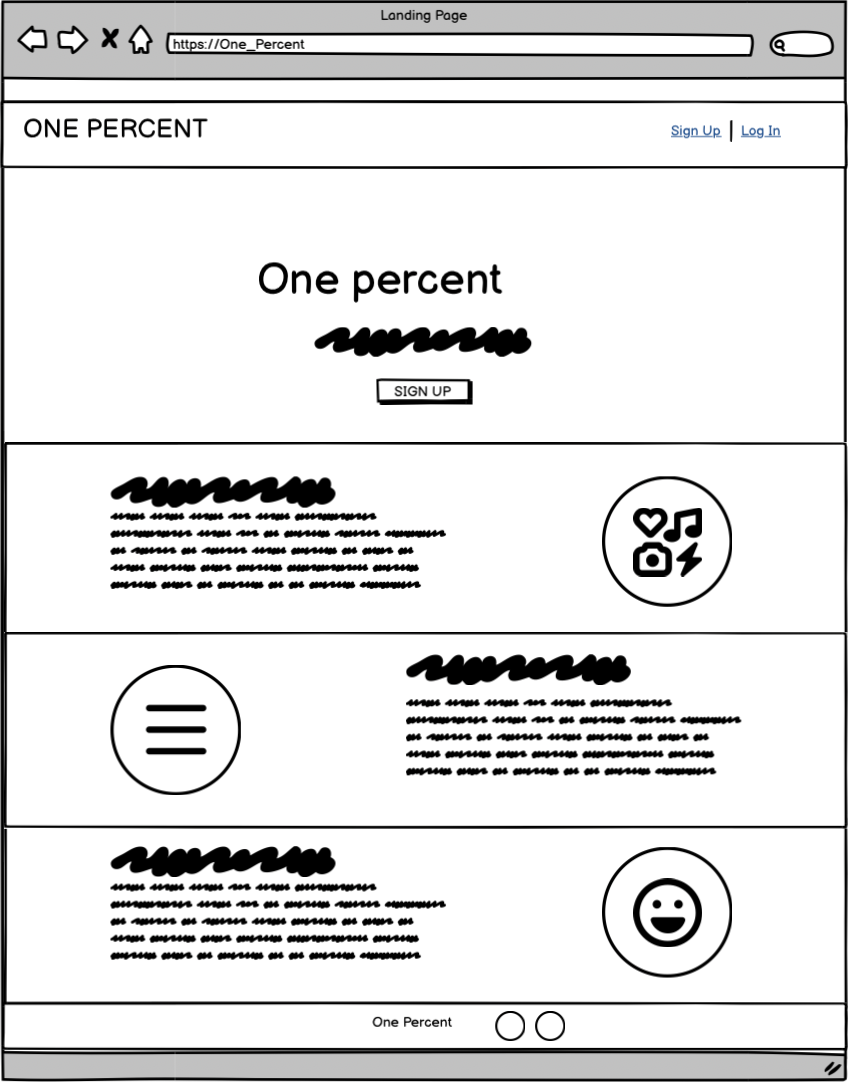 Landing Page
https://One_Percent
ONE PERCENT
Sign Up | Log In
One percent
SIGN UP
One Percent